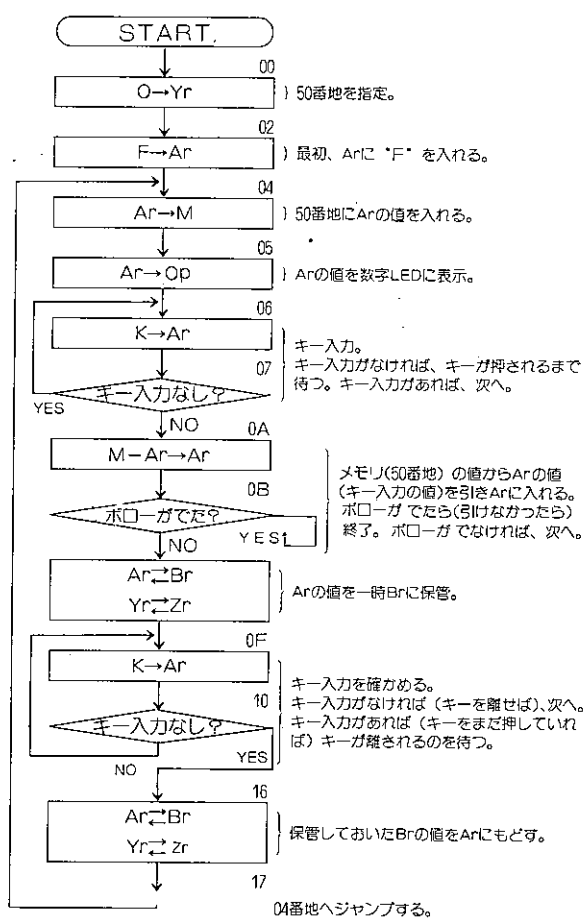 START
00
O→Yr
50番地を指定。
02
F→Ar
最初、Arに "F" を入れる。
04
Ar→M
50番地にArの値を入れる。
05
Ar→Op
Arの値を数字LEDに表示。
06
K→Ar
キー入力。
キー入力がなければ、キーが押されるまで
待つ。キー入力があれば、次へ。
07
キー入力なし?
YES
NO
0A
M−Ar→Ar
メモリ(50番地) の値からArの値
(キー入力の値)を引きArに入れる。
ボローが でたら(引けなかったら)
終了。ボローが でなければ、次へ。
0B
ボローがでた?
YES
NO
Ar⇄Br
Yr⇄Zr
Arの値を一時Brに保管。
0F
K→Ar
キー入力を確かめる。
キー入力がなければ (キーを離せば)、次へ。
キー入力があれば (キーをまだ押していれ
ば) キーが離されるのを待つ。
10
キー入力なし?
YES
NO
16
Ar⇄Br
Yr⇄Zr
保管しておいたBrの値をArにもどす。
17
04番地へジャンプする。